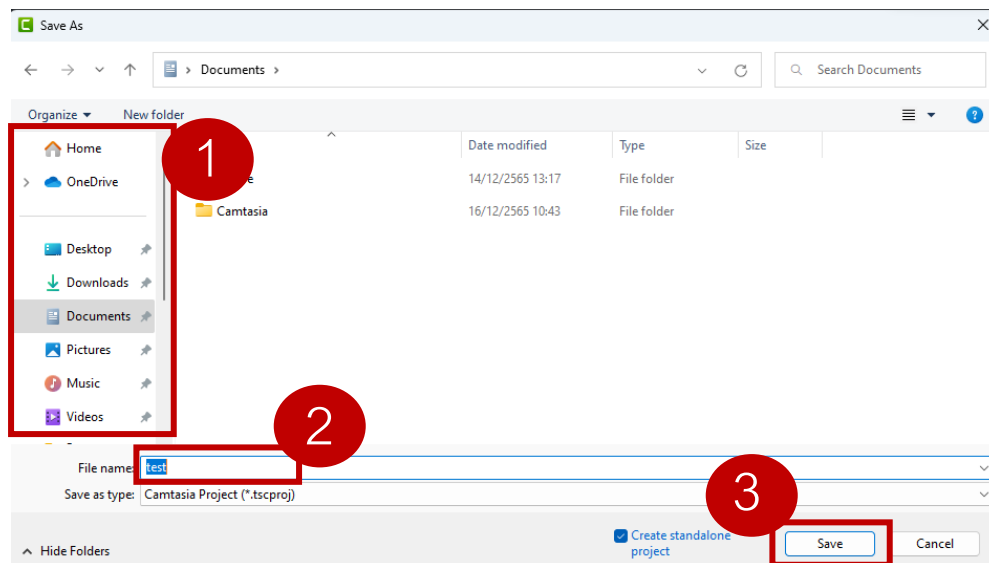 Save As
Documents
Search Documents
Organize
New folder
Date modified
Type
Size
Home
1
OneDrive
14/12/2565 13:17
File folder
Camtasia
16/12/2565 10:43
File folder
Desktop
Downloads
Documents
Pictures
Music
Videos
2
File name:
test
Save as type:
Camtasia Project (*.tscproj)
3
Create standalone
project
Save
Cancel
Hide Folders